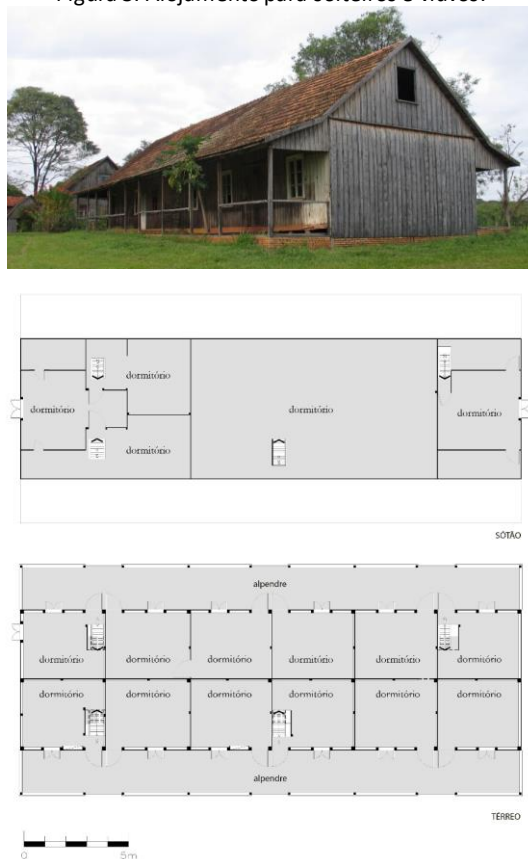 Figura Alojamento para solteiros e viúvos.
dormitório
dormitório dormitório dormitório
dormitório
SÓTÃO
alpendre
dormitório dormitório dormitório dormitório dormitório dormitório
dormitório dormitório dormitório dormitório dormitório dormitório
alpendre
TÉRREO
0 5m